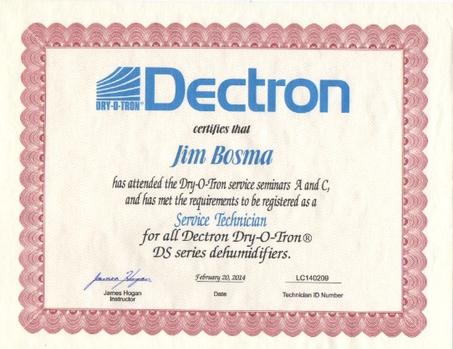 DRY-O-TRON®
Dectron
certifies that
Jim Bosma
has attended the Dry-O-Tron service seminars A and C,
and has met the requirements to be registered as a
Service Technician
for all Dectron Dry-O-Tron®
DS series dehumidifiers.
James Hogan
February 20, 2014
LC140209
James Hogan
Instructor
Date
Technician ID Number